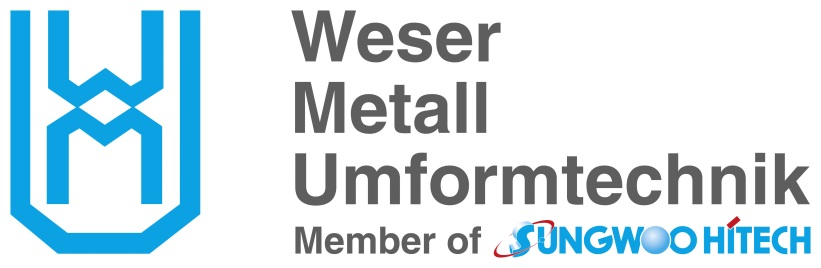 Weser
Metall
Umformtechnik
Member of SUNGWOO HITECH